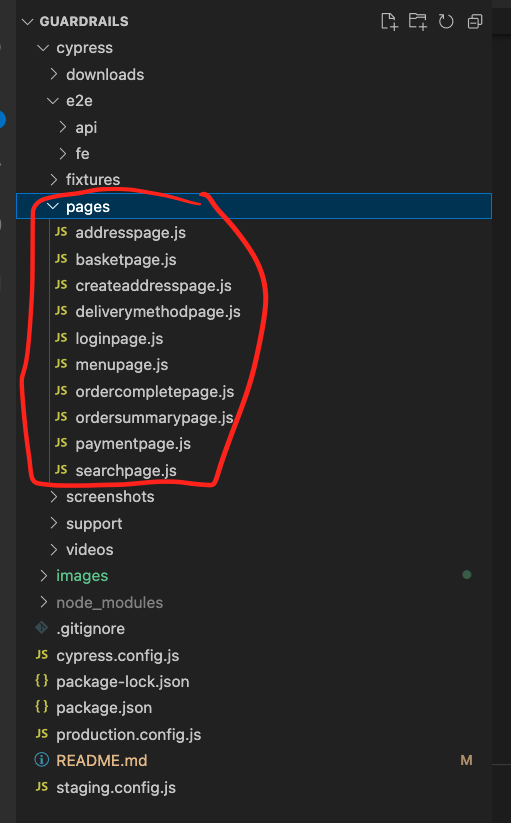 GUARDRAILS
cypress
downloads
e2e
api
fe
fixtures
pages
JS addresspage.js
JS basketpage.js
JS createaddresspage.js
JS deliverymethodpage.js
JS loginpage.js
JS menupage.js
JS ordercompletepage.js
JS ordersummarypage.js
JS paymentpage.js
JS searchpage.js
screenshots
support
videos
images
node_modules
.gitignore
JS cypress.config.js
{} package-lock.json
{} package.json
JS production.config.js
README.md M
JS staging.config.js